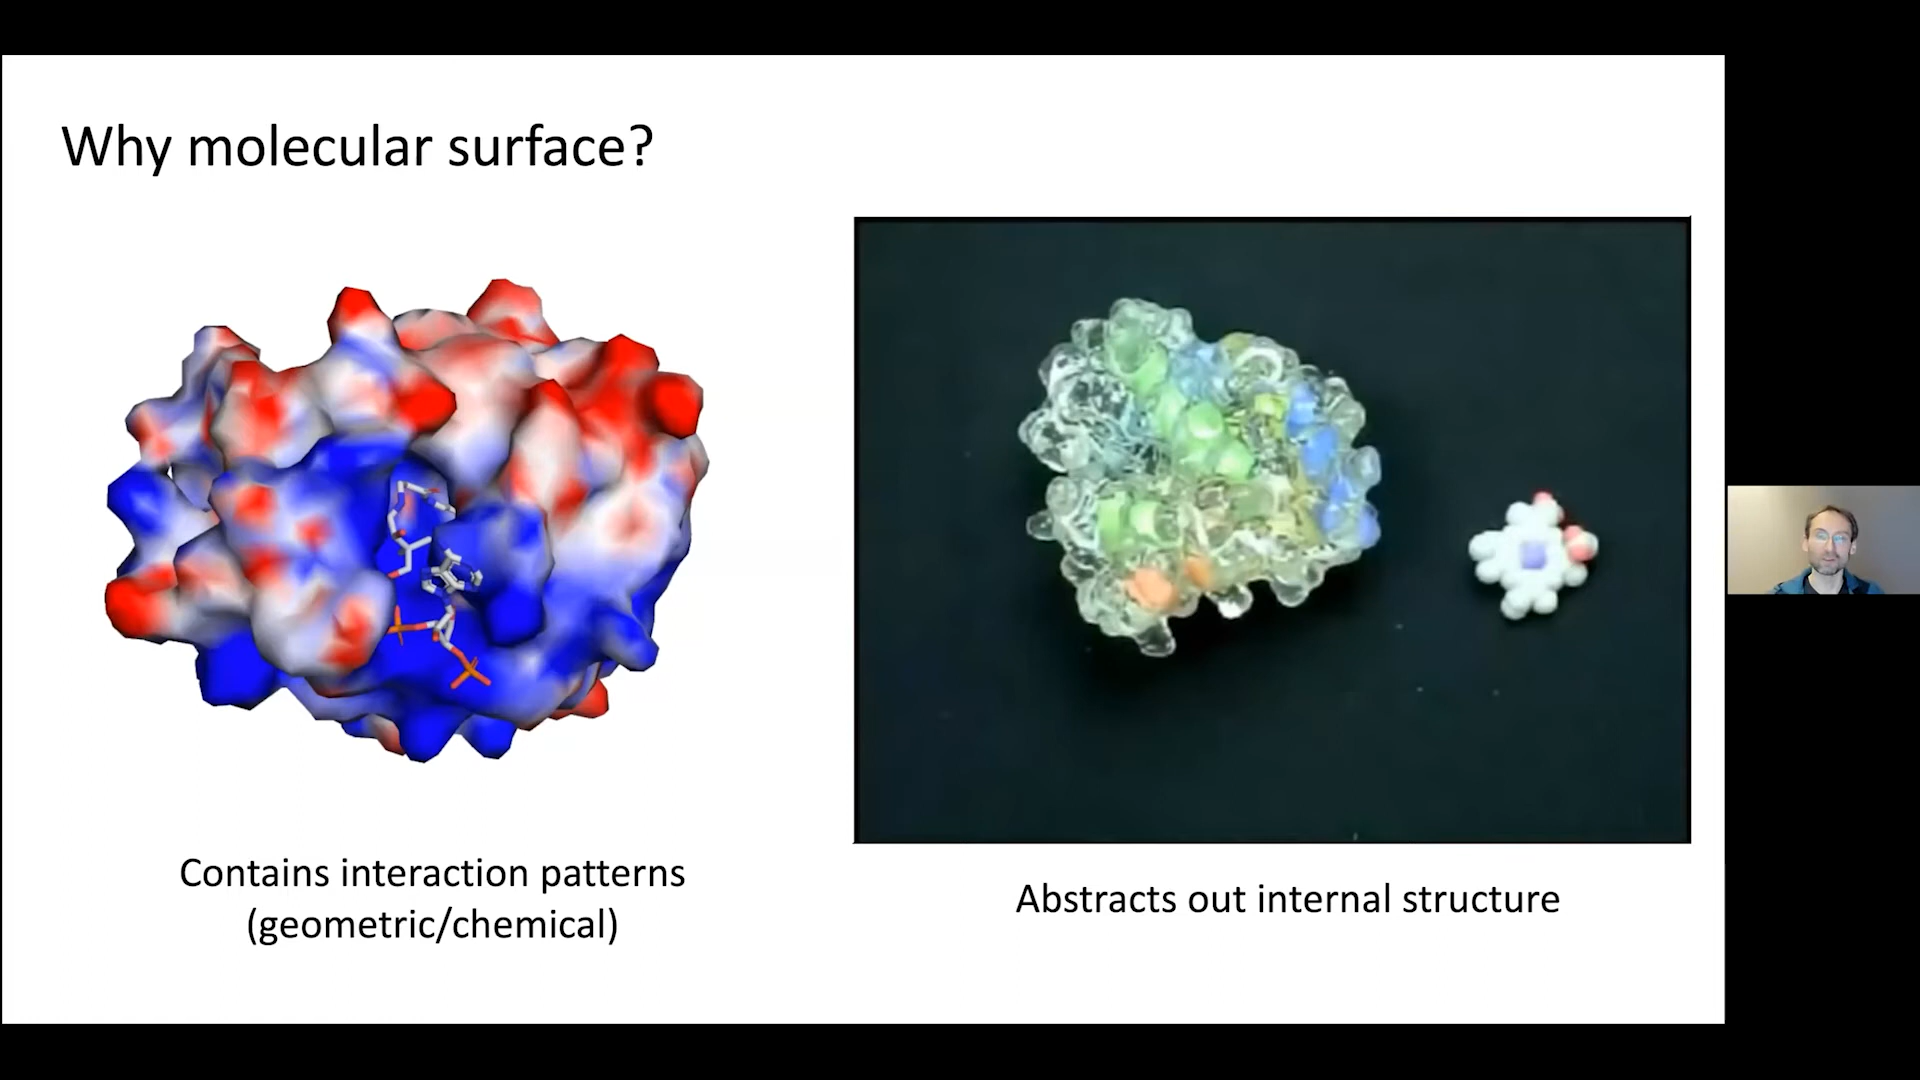 Why molecular surface?
Contains interaction patterns
(geometric/chemical)
Abstracts out internal structure